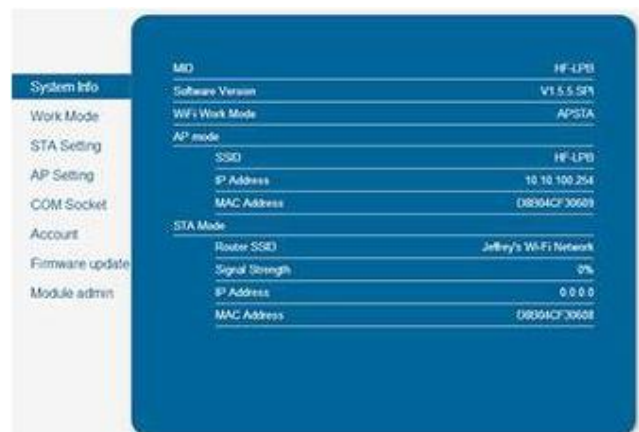 System Info
Work Mode
STA Setting
AP Setting
COM Socket
Account
Firmware update
Module admin
MID HF-LPB
Software Version V1.5.5.SPI
WiFi Work Mode APSTA
AP mode
SSID HF-LPB
IP Address 10.10.100.254
MAC Address D8B04CF30609
STA Mode
Router SSID Jeffrey's Wi-Fi Network
Signal Strength 0%
IP Address 0.0.0.0
MAC Address D8B04CF30608